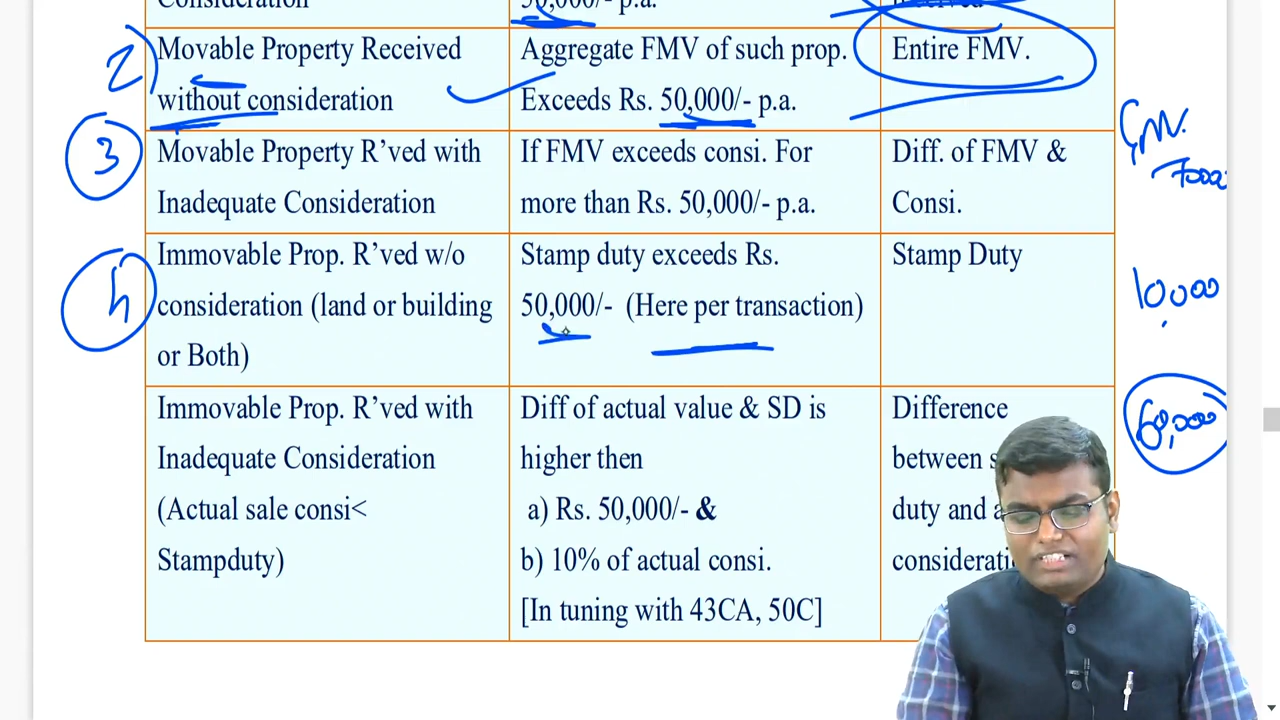 Consideration 50,000/- p.a. received
2) Movable Property Received Aggregate FMV of such prop. Entire FMV.
without consideration Exceeds Rs. 50,000/- p.a.
3 Movable Property R’ved with If FMV exceeds consi. For Diff. of FMV &
Inadequate Consideration more than Rs. 50,000/- p.a. Consi.
70000
4 Immovable Prop. R’ved w/o Stamp duty exceeds Rs. Stamp Duty
consideration (land or building 50,000/- (Here per transaction)
or Both)
10,000
Immovable Prop. R’ved with Diff of actual value & SD is Difference
Inadequate Consideration higher then between
(Actual sale consi< a) Rs. 50,000/- & duty and
Stampduty) b) 10% of actual consi.
[In tuning with 43CA, 50C]
60,000